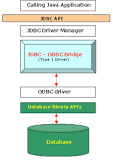 Calling Java Application
JDBC API
JDBC Driver Manager
JDBC - ODBC Bridge
(Type 1 Driver)
ODBC driver
Database Library APIs
Database